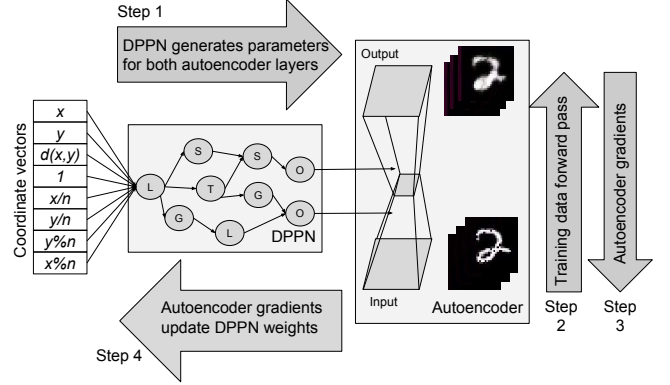 Step 1
DPPN generates parameters
for both autoencoder layers
Output
Coordinate vectors
x
y
d(x,y)
1
x/n
y/n
y%n
x%n
L
S
S
O
T
G
G
O
L
DPPN
Input
Autoencoder
Training data forward pass
Autoencoder gradients
Step
2
Step
3
Autoencoder gradients
update DPPN weights
Step 4